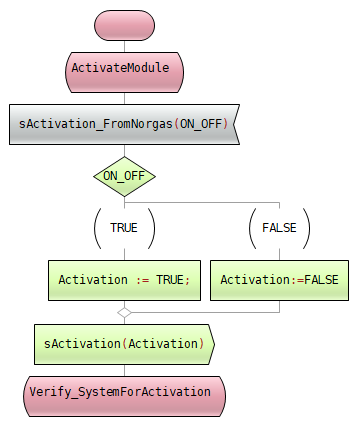 ActivateModule
sActivation_FromNorgas(ON_OFF)
ON_OFF
TRUE
FALSE
Activation := TRUE;
Activation:=FALSE
sActivation(Activation)
Verify_SystemForActivation